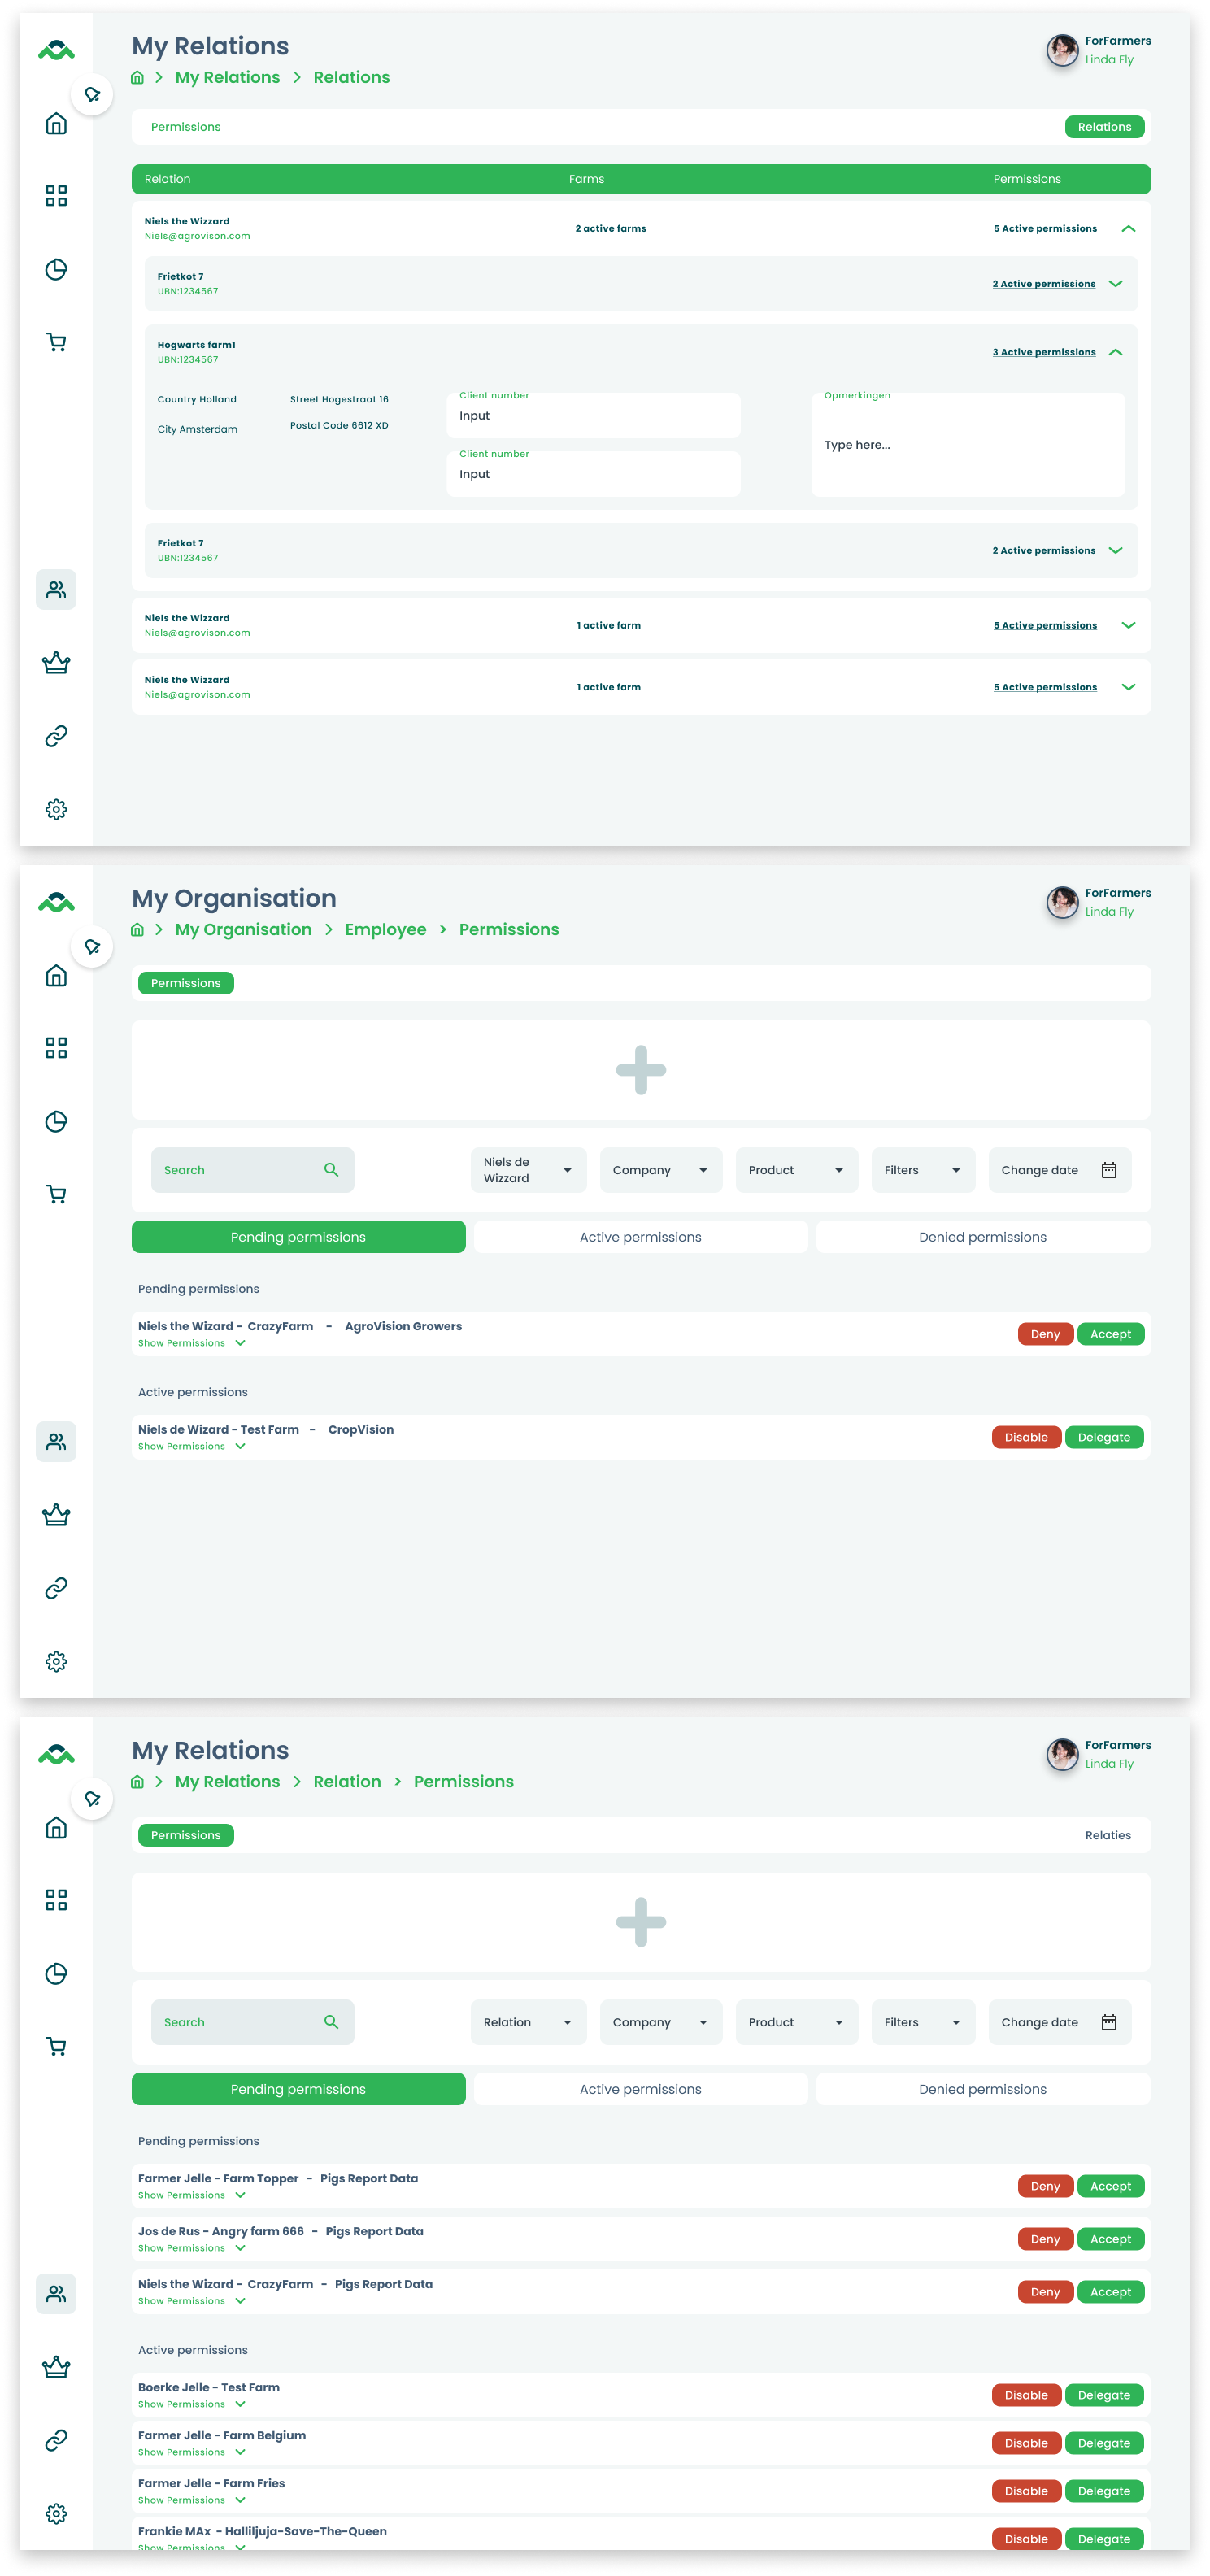 My Relations
ForFarmers
Linda Fly
My Relations > Relations
Permissions
Relations
Relation Farms Permissions
Niels the Wizzard
Niels@agrovison.com
2 active farms
5 Active permissions
Frietkot 7
UBN:1234567
2 Active permissions
Hogwarts farm1
UBN:1234567
3 Active permissions
Country Holland
Street Hogestraat 16
City Amsterdam
Postal Code 6612 XD
Client number
Input
Client number
Input
Opmerkingen
Type here...
Frietkot 7
UBN:1234567
2 Active permissions
Niels the Wizzard
Niels@agrovison.com
1 active farm
5 Active permissions
Niels the Wizzard
Niels@agrovison.com
1 active farm
5 Active permissions
My Organisation
ForFarmers
Linda Fly
My Organisation > Employee > Permissions
Permissions
Search
Niels de
Wizzard
Company
Product
Filters
Change date
Pending permissions
Active permissions
Denied permissions
Pending permissions
Niels the Wizard - CrazyFarm - AgroVision Growers
Show Permissions
Deny
Accept
Active permissions
Niels de Wizard - Test Farm - CropVision
Show Permissions
Disable
Delegate
My Relations
ForFarmers
Linda Fly
My Relations > Relation > Permissions
Permissions
Relaties
Search
Relation
Company
Product
Filters
Change date
Pending permissions
Active permissions
Denied permissions
Pending permissions
Farmer Jelle - Farm Topper - Pigs Report Data
Show Permissions
Deny
Accept
Jos de Rus - Angry farm 666 - Pigs Report Data
Show Permissions
Deny
Accept
Niels the Wizard - CrazyFarm - Pigs Report Data
Show Permissions
Deny
Accept
Active permissions
Boerke Jelle - Test Farm
Show Permissions
Disable
Delegate
Farmer Jelle - Farm Belgium
Show Permissions
Disable
Delegate
Farmer Jelle - Farm Fries
Show Permissions
Disable
Delegate
Frankie MAx - Halliljuja-Save-The-Queen
Show Permissions
Disable
Delegate